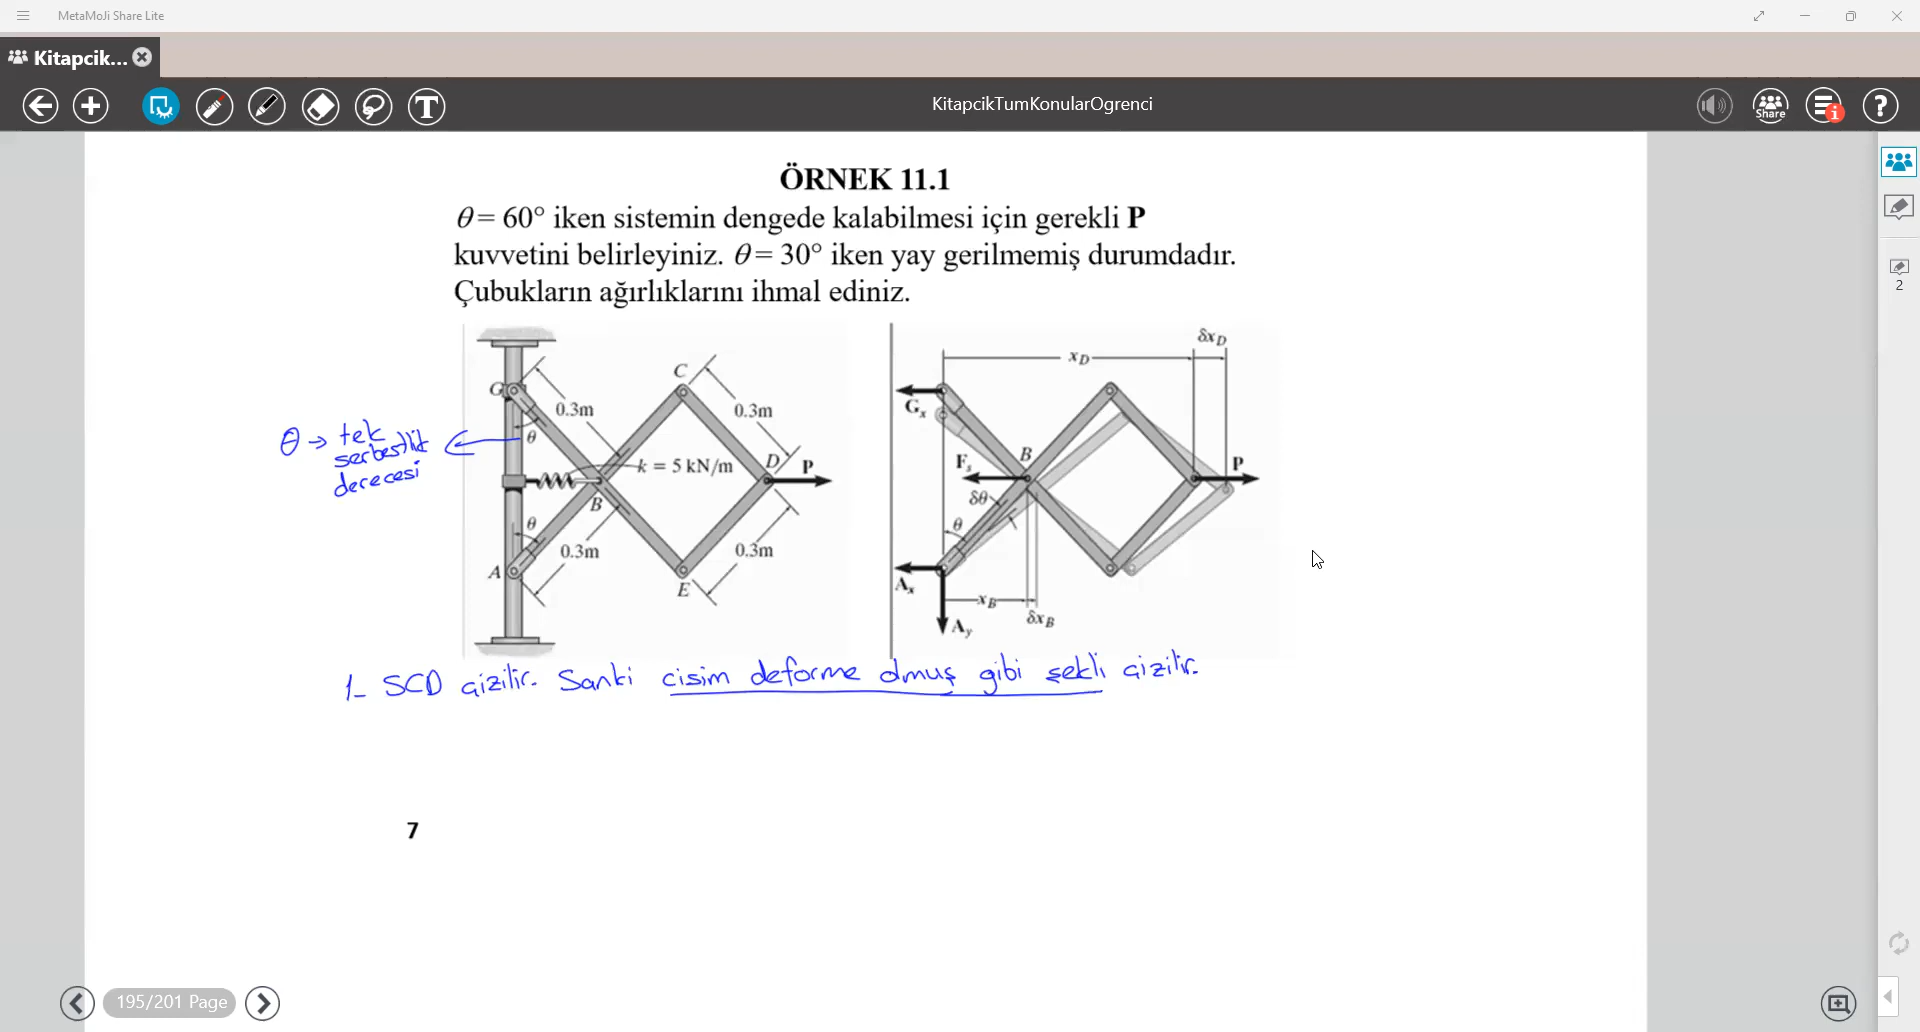 MetaMoJi Share Lite
Kitapcik...
KitapcikTumKonularOgrenci
Share
i
?
T
ÖRNEK 11.1
θ= 60° iken sistemin dengede kalabilmesi için gerekli P
kuvvetini belirleyiniz. θ= 30° iken yay gerilmemiş durumdadır.
Çubukların ağırlıklarını ihmal ediniz.
G
C
0.3m
0.3m
θ
k = 5 kN/m
D
P
B
θ
0.3m
0.3m
A
E
δxD
xD
Gx
B
Fs
P
δθ
θ
Ax
xB
δxB
Ay
θ → tek
serbestlik
derecesi
1- SCD çizilir. Sanki cisim deforme olmuş gibi şekli çizilir.
7
2
195/201 Page